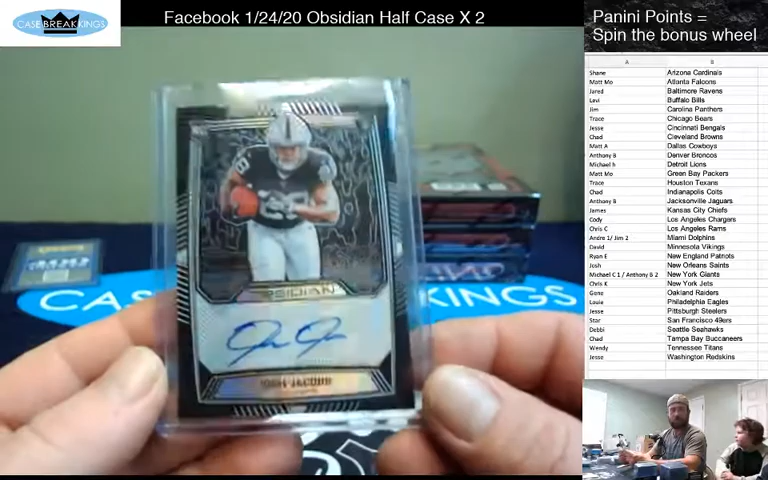 CASE BREAK KINGS
Facebook 1/24/20 Obsidian Half Case X 2
Panini Points =
Spin the bonus wheel
A B
Shane Arizona Cardinals
Matt Mo Atlanta Falcons
Jared Baltimore Ravens
Levi Buffalo Bills
Jim Carolina Panthers
Trace Chicago Bears
Jesse Cincinnati Bengals
Chad Cleveland Browns
Matt A Dallas Cowboys
Anthony B Denver Broncos
Michael h Detroit Lions
Matt Mo Green Bay Packers
Trace Houston Texans
Chad Indianapolis Colts
Anthony B Jacksonville Jaguars
James Kansas City Chiefs
Cody Los Angeles Chargers
Chris C Los Angeles Rams
Andre 1/ Jim 2 Miami Dolphins
David Minnesota Vikings
Ryan E New England Patriots
Josh New Orleans Saints
Michael C 1 / Anthony B 2 New York Giants
Chris K New York Jets
Gene Oakland Raiders
Louie Philadelphia Eagles
Jesse Pittsburgh Steelers
Star San Francisco 49ers
Debbi Seattle Seahawks
Chad Tampa Bay Buccaneers
Wendy Tennessee Titans
Jesse Washington Redskins
28
OBSIDIAN
JOSH JACOBS
CAS
KINGS